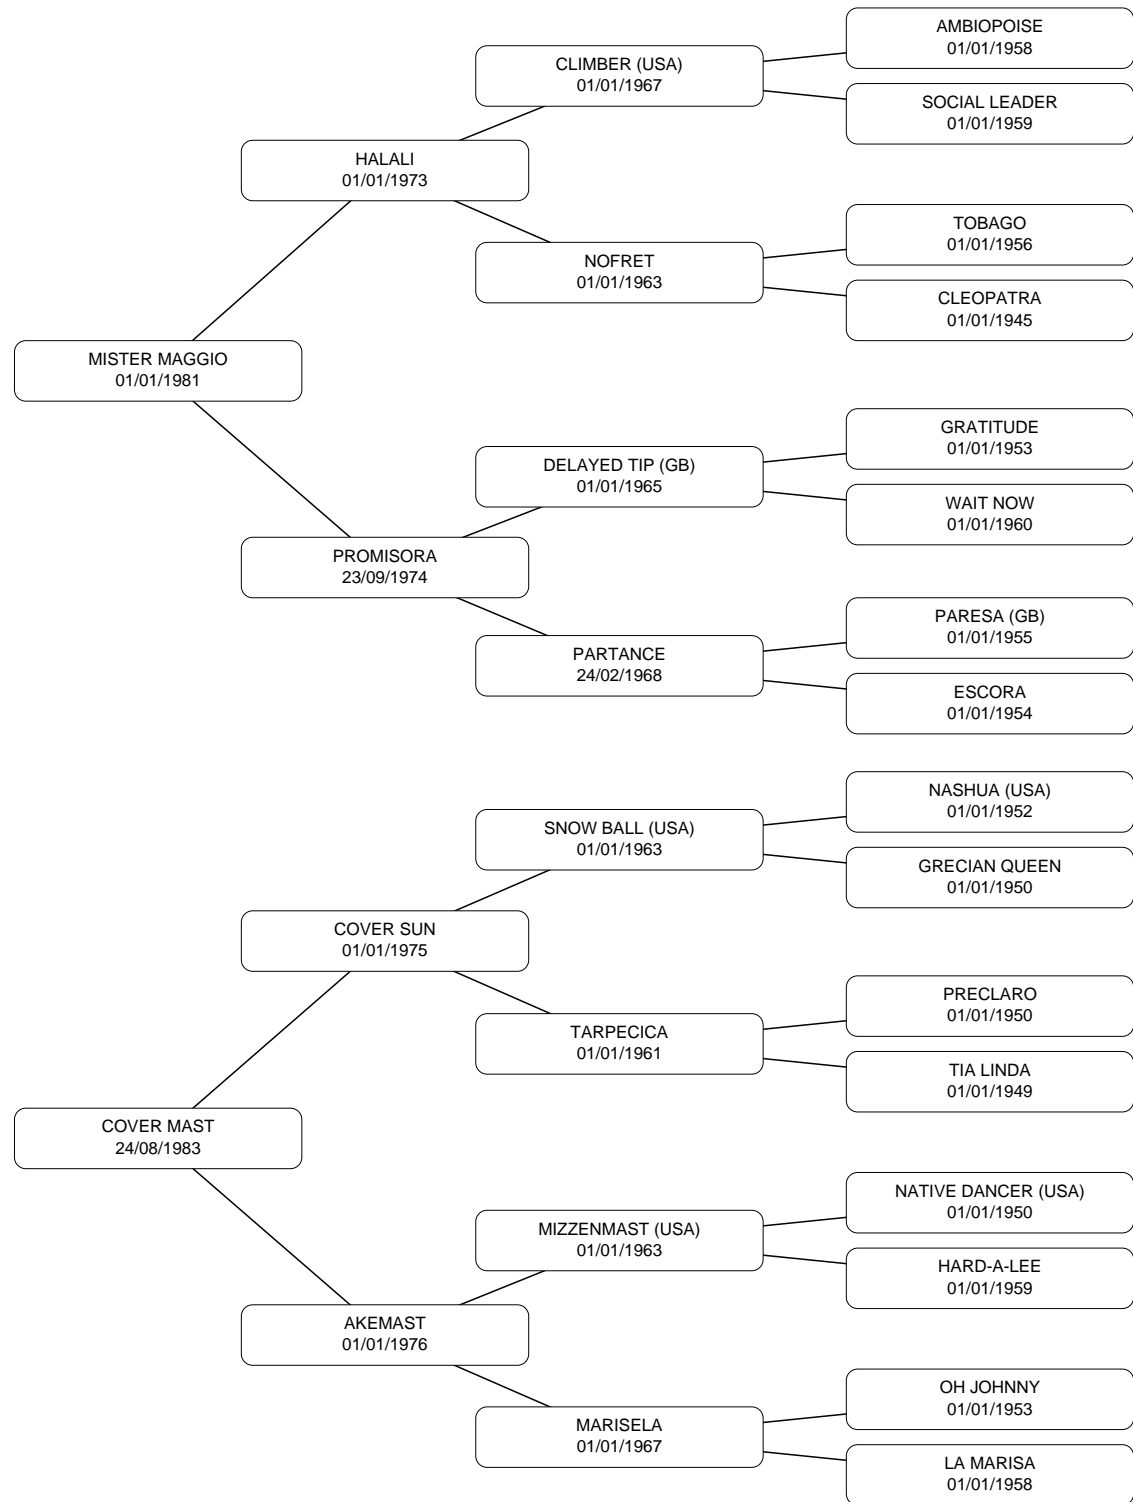 AMBIOPOISE
01/01/1958
CLIMBER (USA)
01/01/1967
SOCIAL LEADER
01/01/1959
HALALI
01/01/1973
TOBAGO
01/01/1956
NOFRET
01/01/1963
CLEOPATRA
01/01/1945
MISTER MAGGIO
01/01/1981
GRATITUDE
01/01/1953
DELAYED TIP (GB)
01/01/1965
WAIT NOW
01/01/1960
PROMISORA
23/09/1974
PARESA (GB)
01/01/1955
PARTANCE
24/02/1968
ESCORA
01/01/1954
NASHUA (USA)
01/01/1952
SNOW BALL (USA)
01/01/1963
GRECIAN QUEEN
01/01/1950
COVER SUN
01/01/1975
PRECLARO
01/01/1950
TARPECICA
01/01/1961
TIA LINDA
01/01/1949
COVER MAST
24/08/1983
NATIVE DANCER (USA)
01/01/1950
MIZZENMAST (USA)
01/01/1963
HARD-A-LEE
01/01/1959
AKEMAST
01/01/1976
OH JOHNNY
01/01/1953
MARISELA
01/01/1967
LA MARISA
01/01/1958